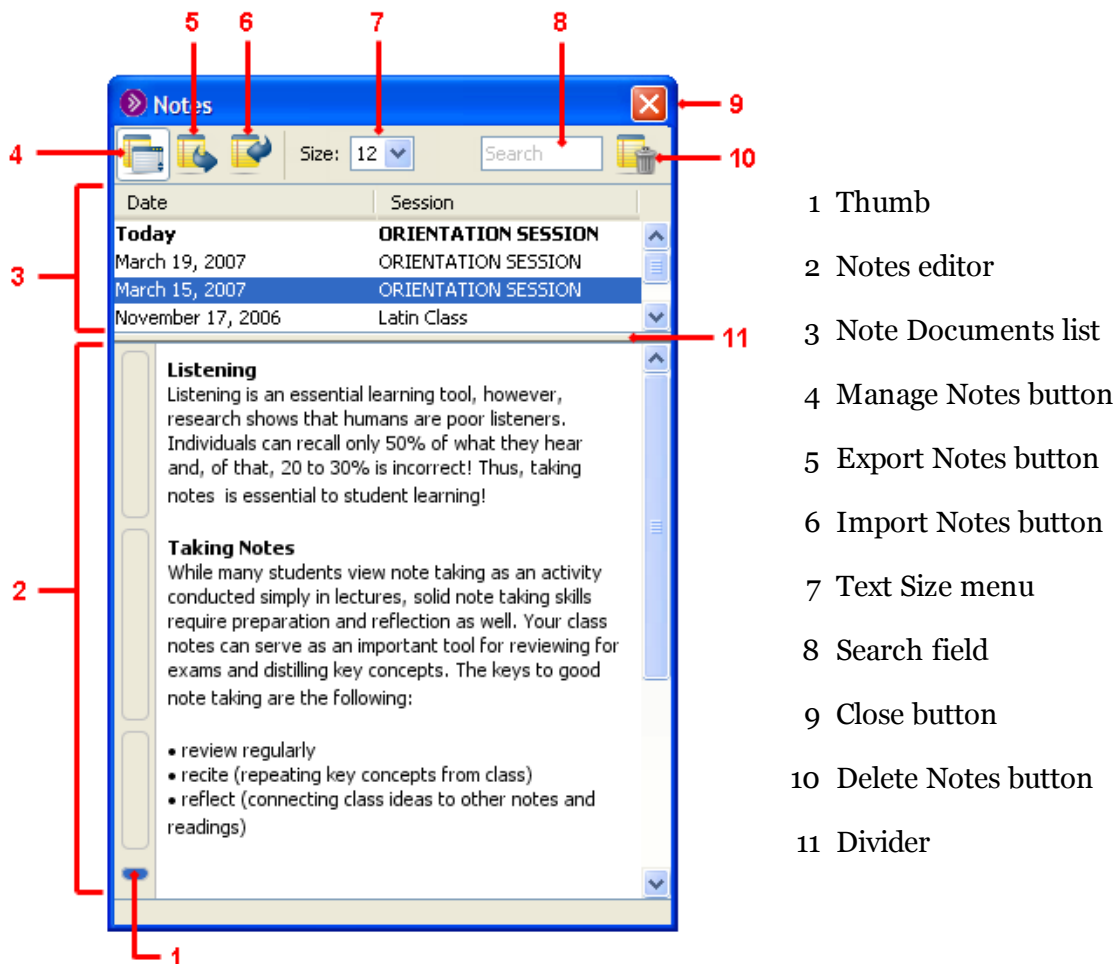 5 6 7 8
Notes
9
4
Size: 12 Search
10
Date Session
Today ORIENTATION SESSION
March 19, 2007 ORIENTATION SESSION
March 15, 2007 ORIENTATION SESSION
November 17, 2006 Latin Class
3
11
Listening
Listening is an essential learning tool, however,
research shows that humans are poor listeners.
Individuals can recall only 50% of what they hear
and, of that, 20 to 30% is incorrect! Thus, taking
notes is essential to student learning!
Taking Notes
While many students view note taking as an activity
conducted simply in lectures, solid note taking skills
require preparation and reflection as well. Your class
notes can serve as an important tool for reviewing for
exams and distilling key concepts. The keys to good
note taking are the following:
• review regularly
• recite (repeating key concepts from class)
• reflect (connecting class ideas to other notes and
readings)
2
1
1 Thumb
2 Notes editor
3 Note Documents list
4 Manage Notes button
5 Export Notes button
6 Import Notes button
7 Text Size menu
8 Search field
9 Close button
10 Delete Notes button
11 Divider